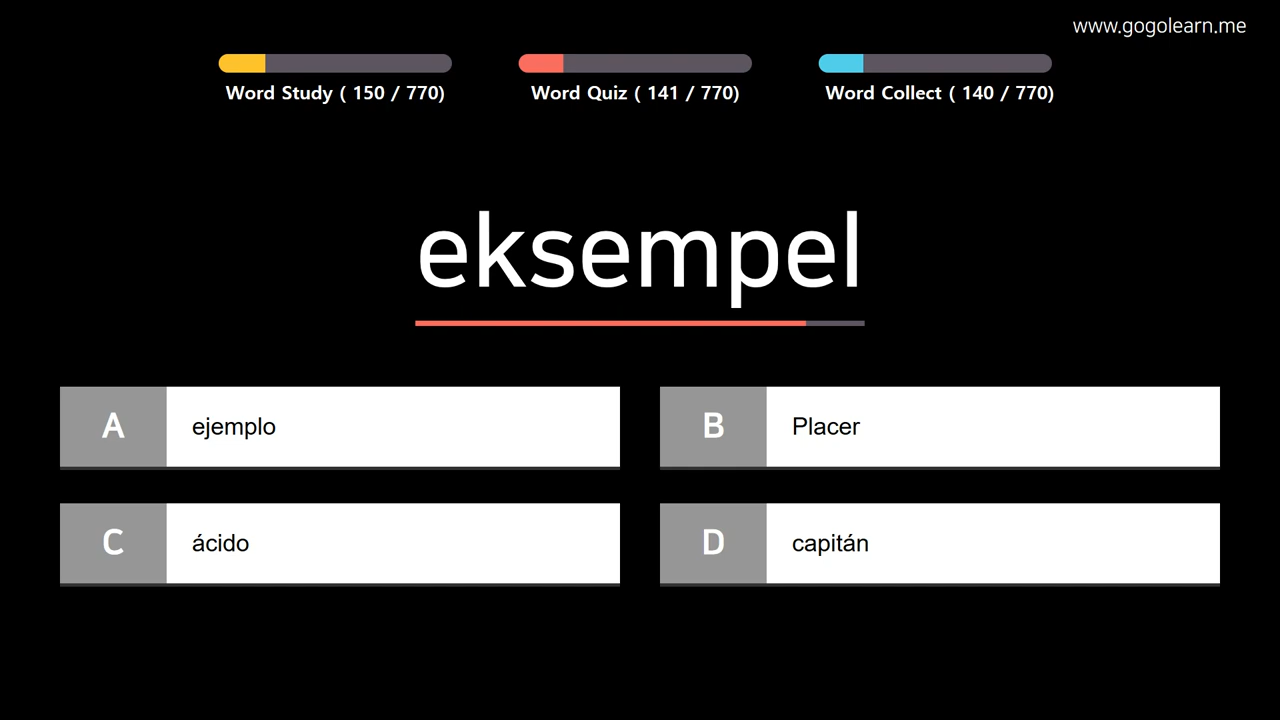 www.gogolearn.me
Word Study ( 150 / 770)
Word Quiz ( 141 / 770)
Word Collect ( 140 / 770)
eksempel
A ejemplo
B Placer
C ácido
D capitán